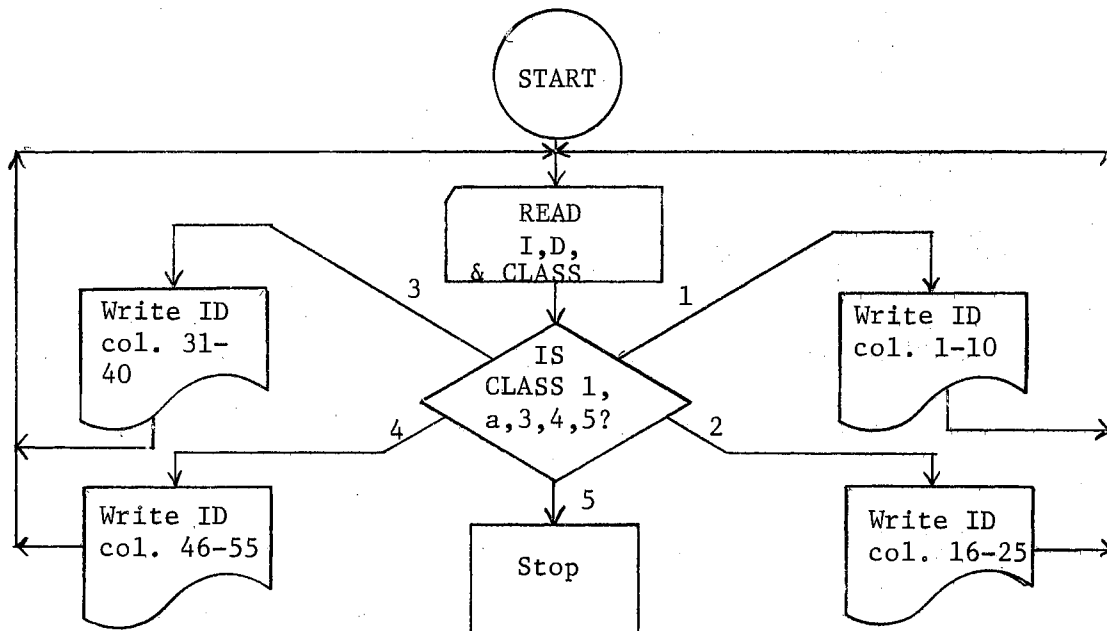 START
READ
I,D,
& CLASS
3
1
Write ID
col. 31-
40
Write ID
col. 1-10
IS
CLASS 1,
a,3,4,5?
4
2
5
Write ID
col. 46-55
Stop
Write ID
col. 16-25